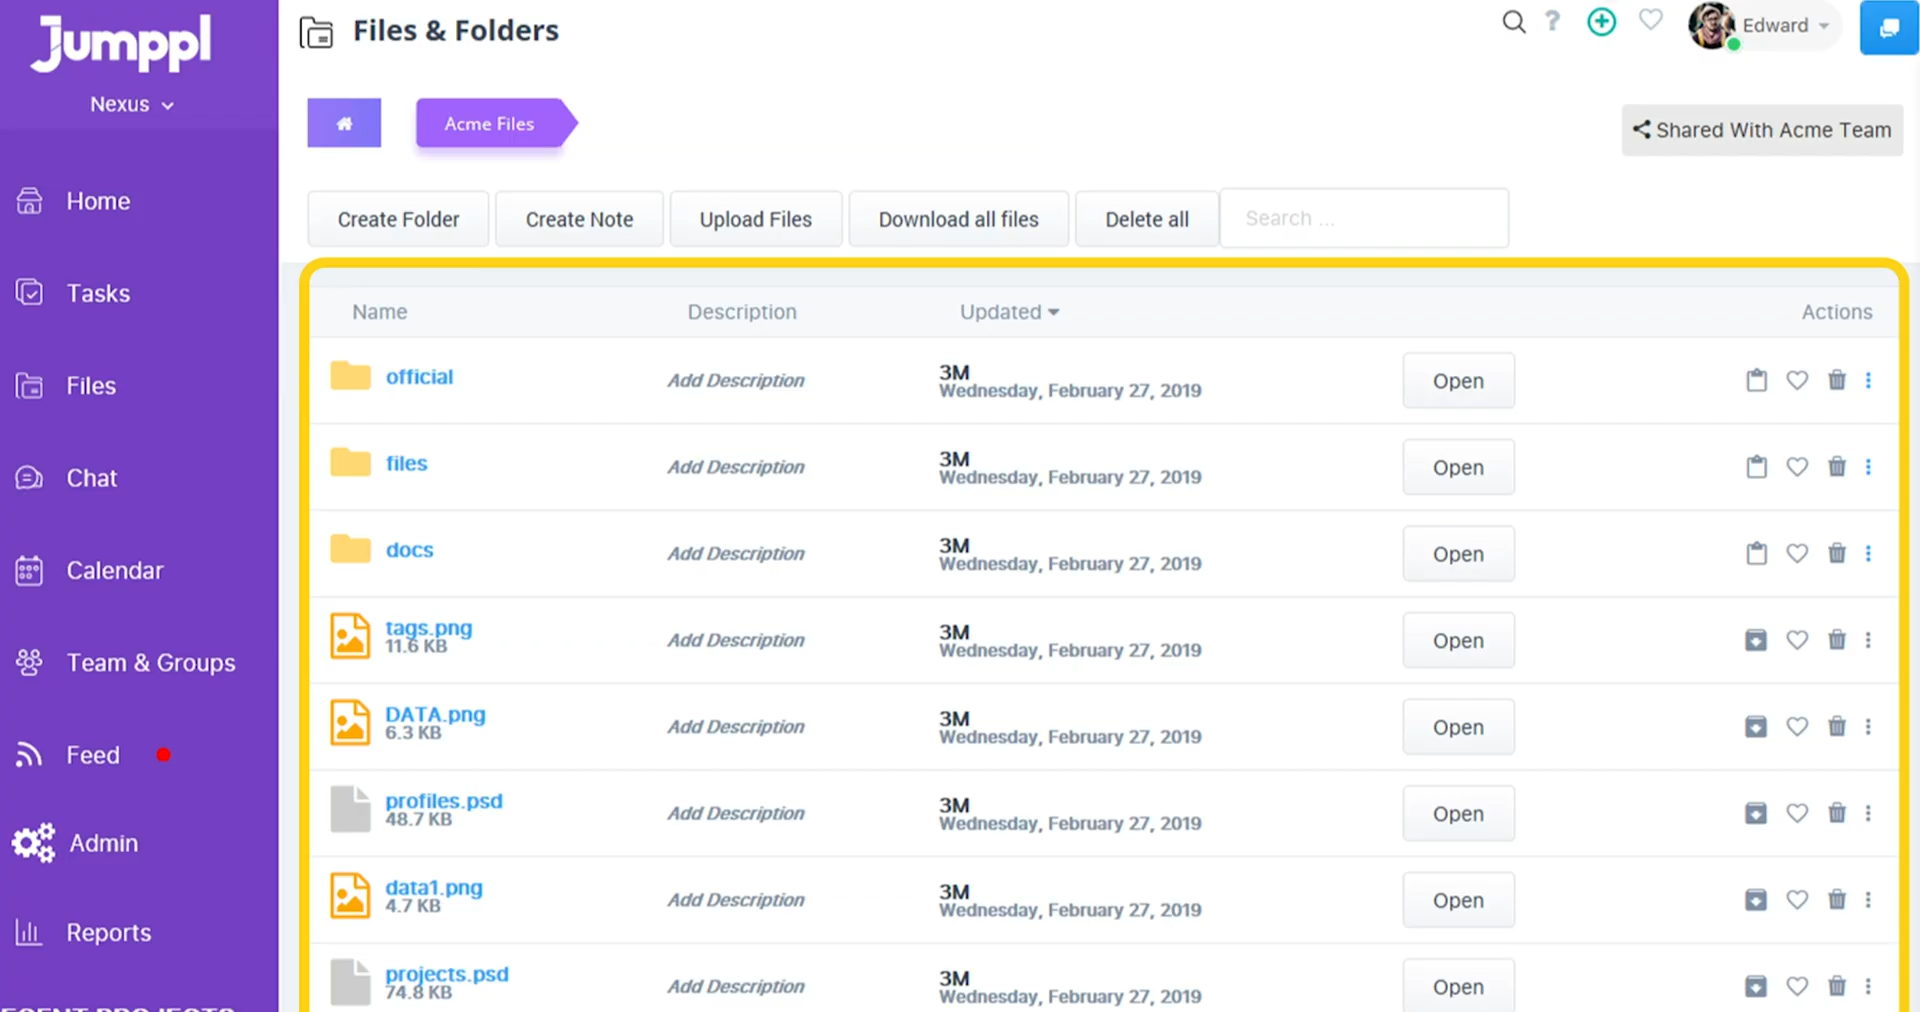 Jumppl
Nexus
Home
Tasks
Files
Chat
Calendar
Team & Groups
Feed
Admin
Reports
Files & Folders
?
Edward
Acme Files
Shared With Acme Team
Create Folder
Create Note
Upload Files
Download all files
Delete all
Search ...
Name Description Updated Actions
official Add Description 3M Open
Wednesday, February 27, 2019
files Add Description 3M Open
Wednesday, February 27, 2019
docs Add Description 3M Open
Wednesday, February 27, 2019
tags.png Add Description 3M Open
11.6 KB Wednesday, February 27, 2019
DATA.png Add Description 3M Open
6.3 KB Wednesday, February 27, 2019
profiles.psd Add Description 3M Open
48.7 KB Wednesday, February 27, 2019
data1.png Add Description 3M Open
4.7 KB Wednesday, February 27, 2019
projects.psd Add Description 3M Open
74.8 KB Wednesday, February 27, 2019